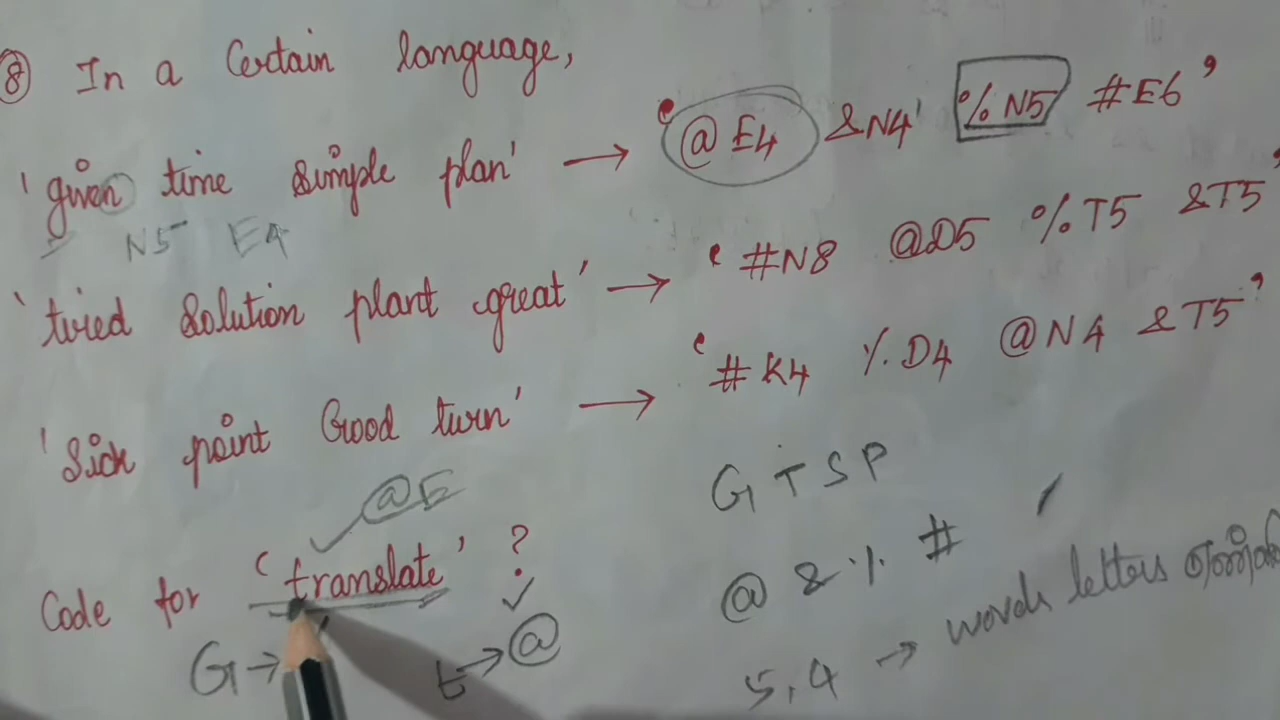 8 In a Certain language,
'given time simple plan' → '@E4 &N4' %N5 #E6'
N5 E4
'tired Solution plant great' → '#N8 @D5 %T5 &T5'
'Sick point Good turn' → '#K4 %D4 @N4 &T5'
@E
G T S P
Code for 'translate' ?
@ & % #
G → t → @
5, 4 → words letters